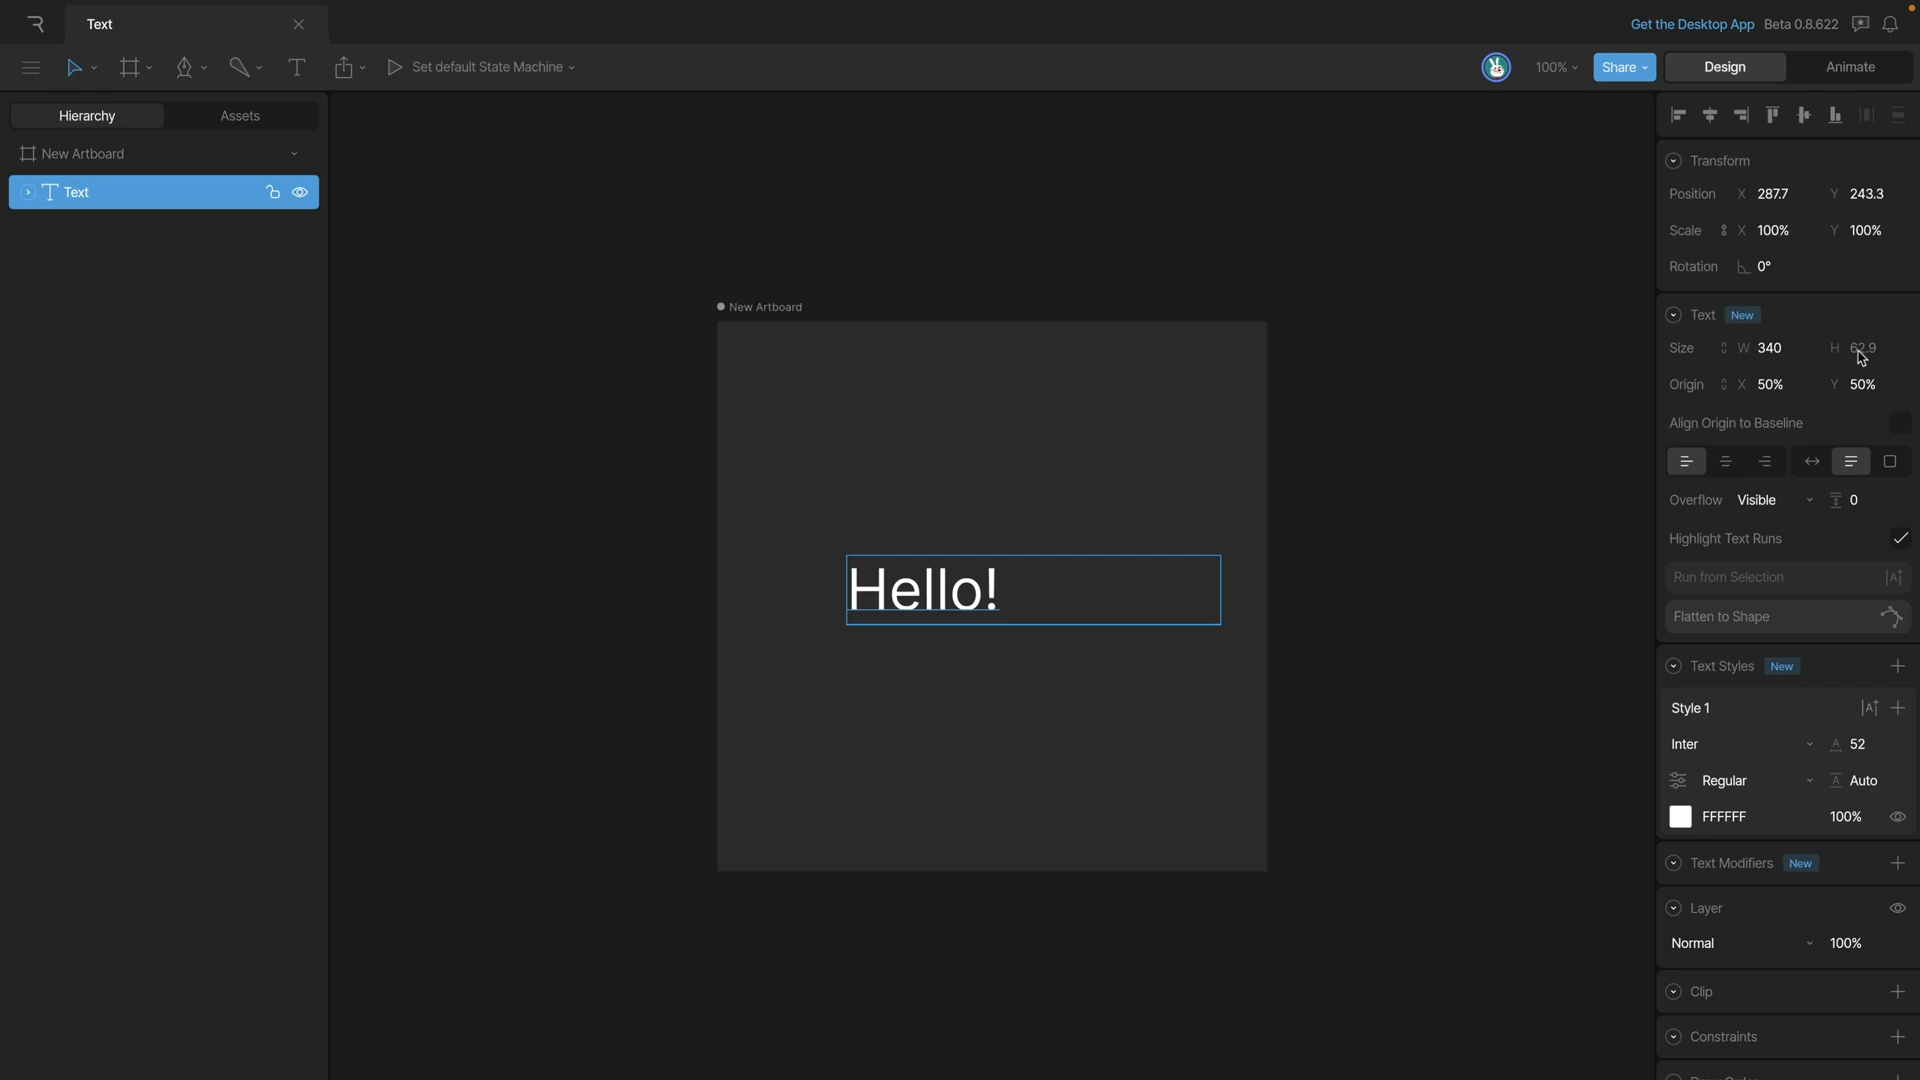 Text
Get the Desktop App Beta 0.8.622
Set default State Machine
100%
Share
Design
Animate
Hierarchy
Assets
New Artboard
Text
New Artboard
Hello!
Transform
Position X 287.7 Y 243.3
Scale X 100% Y 100%
Rotation 0°
Text New
Size W 340 H 62.9
Origin X 50% Y 50%
Align Origin to Baseline
Overflow Visible 0
Highlight Text Runs
Run from Selection
Flatten to Shape
Text Styles New
Style 1
Inter 52
Regular Auto
FFFFFF 100%
Text Modifiers New
Layer
Normal 100%
Clip
Constraints